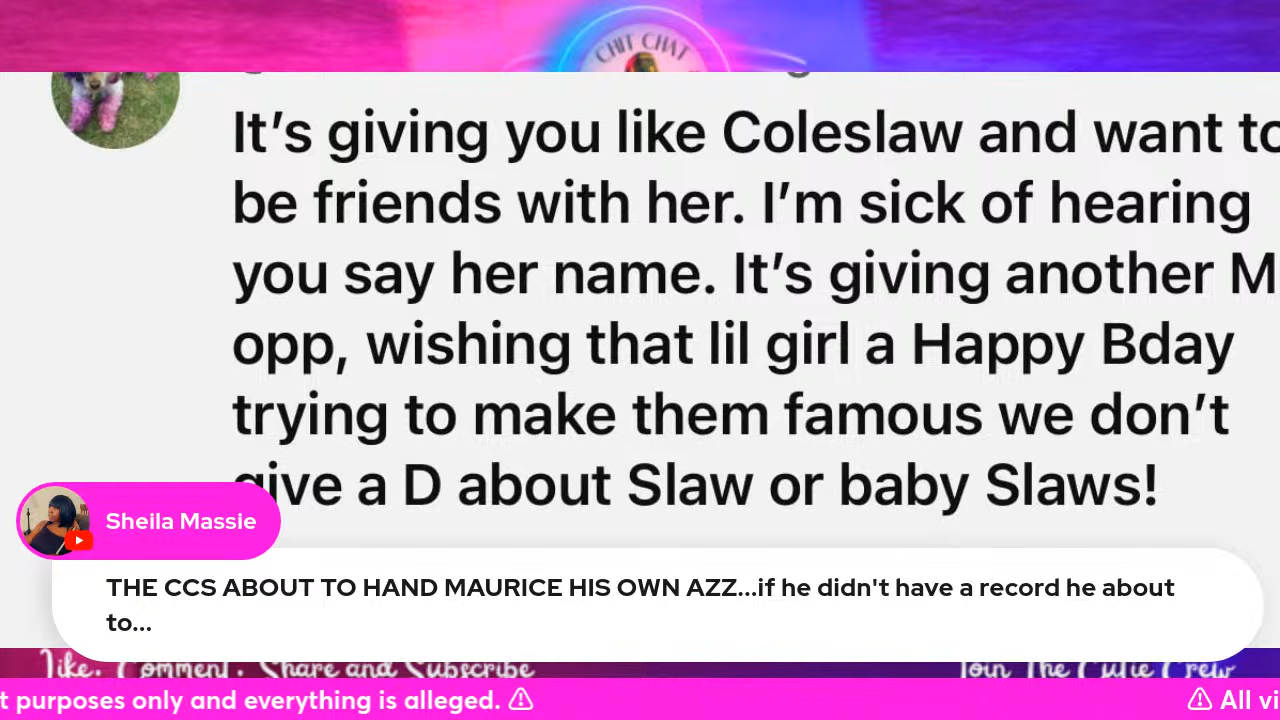 CHIT CHAT
It's giving you like Coleslaw and want to
be friends with her. I'm sick of hearing
you say her name. It's giving another M
opp, wishing that lil girl a Happy Bday
trying to make them famous we don't
give a D about Slaw or baby Slaws!
Sheila Massie
THE CCS ABOUT TO HAND MAURICE HIS OWN AZZ...if he didn't have a record he about
to...
Like. Comment. Share and Subscribe
Join The Cutie Crew
t purposes only and everything is alleged. ⚠ ⚠ All vi